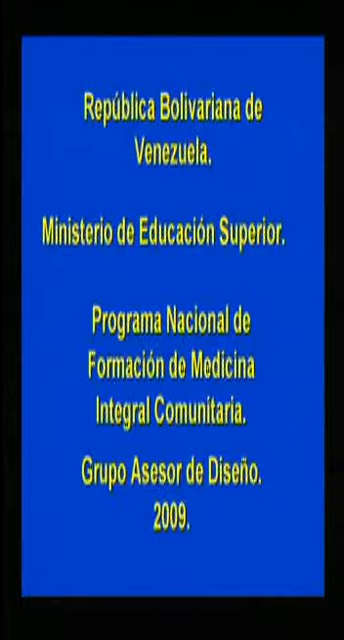 República Bolivariana de
Venezuela.
Ministerio de Educación Superior.
Programa Nacional de
Formación de Medicina
Integral Comunitaria.
Grupo Asesor de Diseño.
2009.